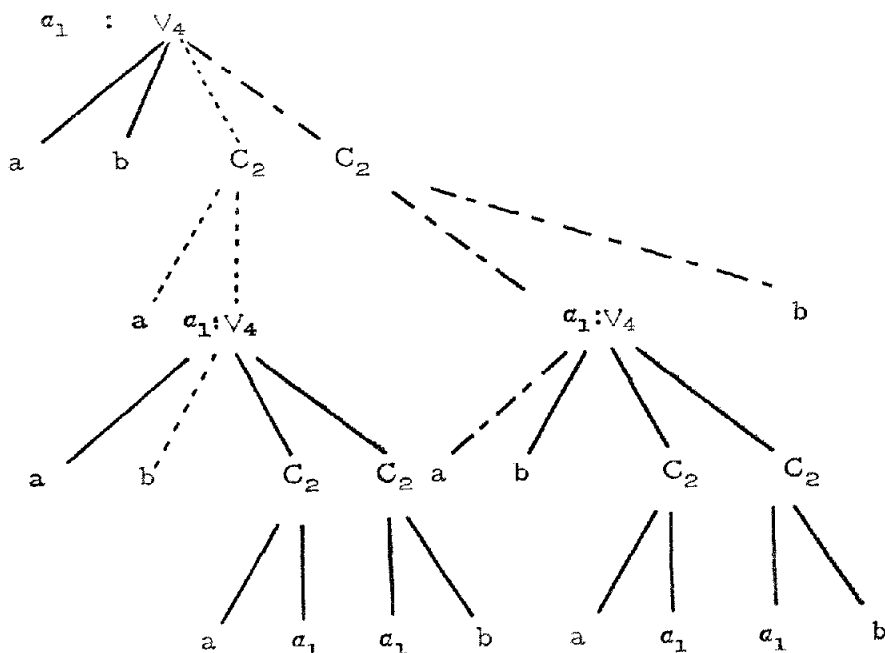 α₁ : V₄
a b C₂ C₂
a α₁:V₄ α₁:V₄ b
a b C₂ C₂ a b C₂ C₂
a α₁ α₁ b a α₁ α₁ b